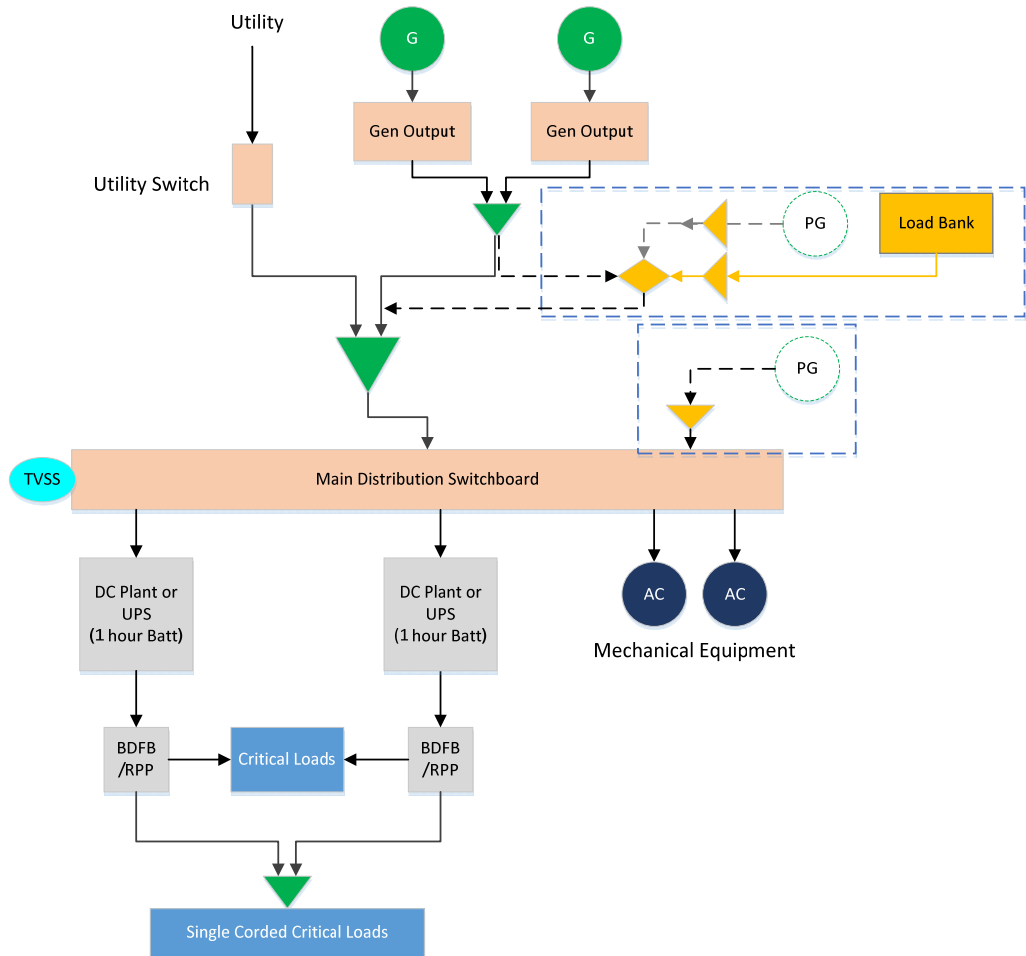 Utility
G
G
Gen Output
Gen Output
Utility Switch
PG
Load Bank
PG
TVSS
Main Distribution Switchboard
DC Plant or
UPS
(1 hour Batt)
DC Plant or
UPS
(1 hour Batt)
AC
AC
Mechanical Equipment
BDFB
/RPP
Critical Loads
BDFB
/RPP
Single Corded Critical Loads